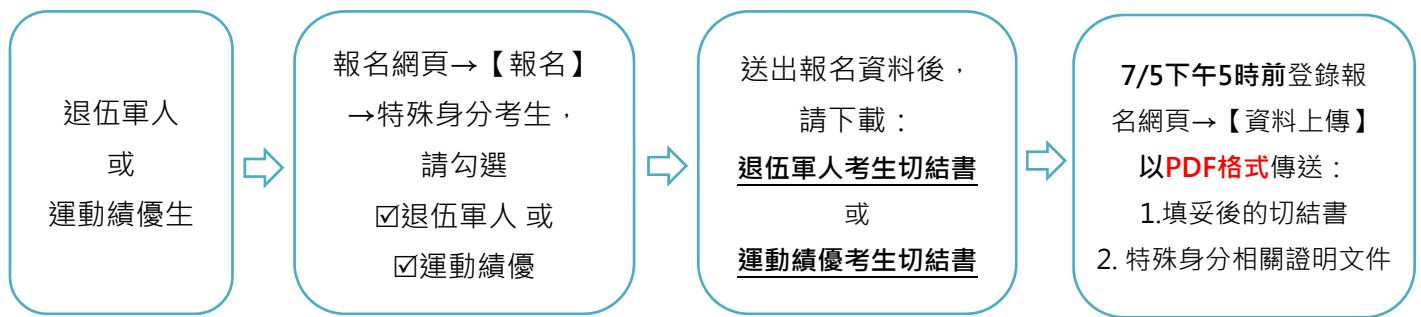 退伍軍人
或
運動績優生
報名網頁→【報名】
→特殊身分考生，
請勾選
☑退伍軍人 或
☑運動績優
送出報名資料後，
請下載：
退伍軍人考生切結書
或
運動績優考生切結書
7/5下午5時前登錄報
名網頁→【資料上傳】
以PDF格式傳送：
1.填妥後的切結書
2. 特殊身分相關證明文件